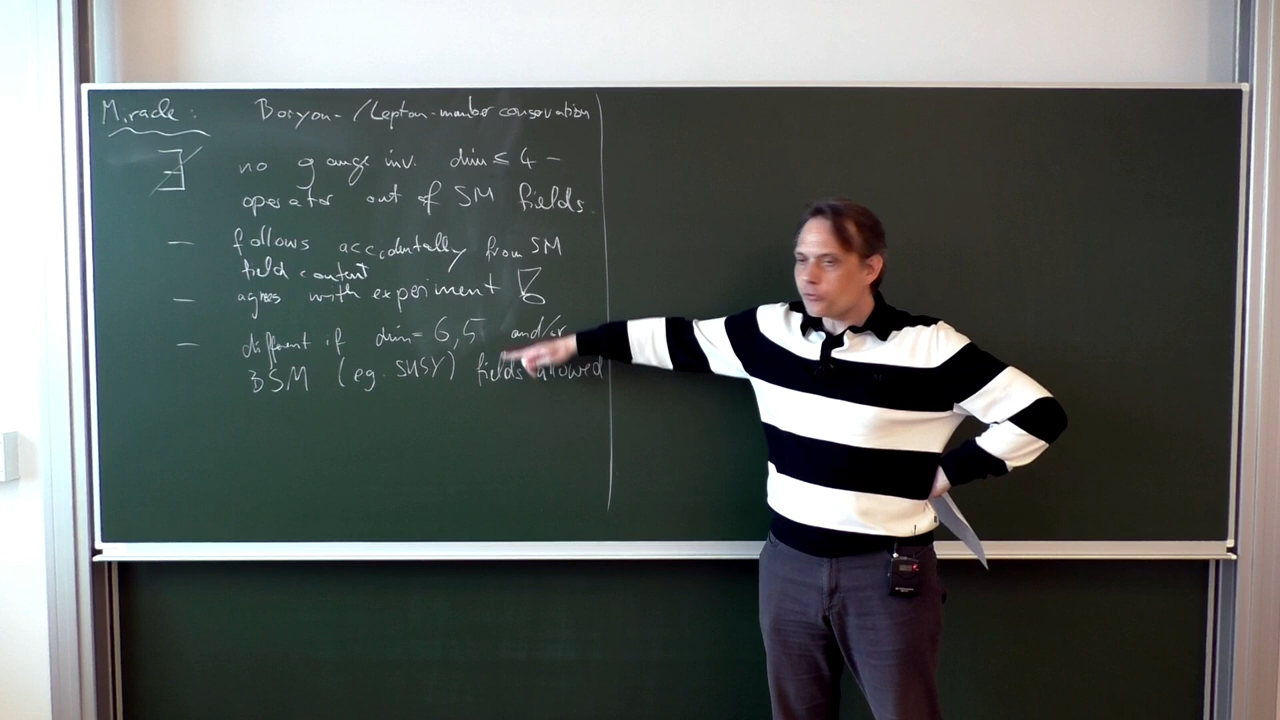 Miracle: Baryon-/Lepton-number conservation
∄ no gauge inv. dim ≤ 4 -
operator out of SM fields.
- follows accidentally from SM
field content
- agrees with experiment
- different if dim = 6,5 and/or
BSM (eg. SUSY) fields allowed